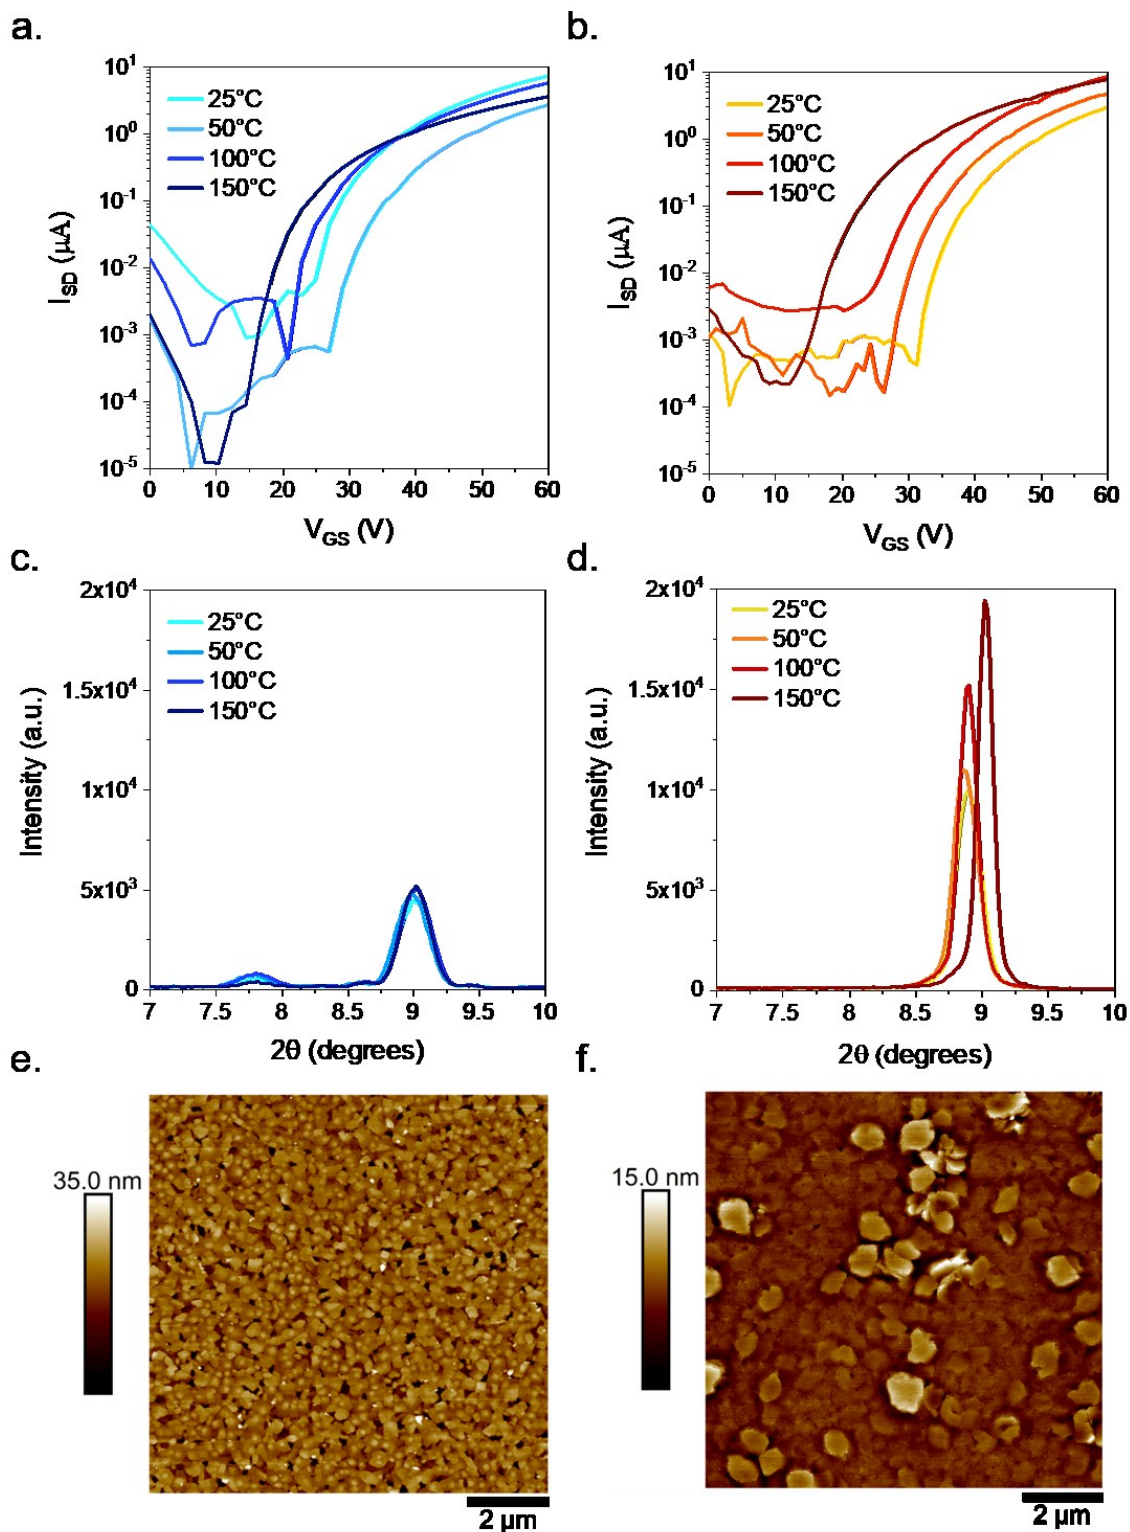 a.
10¹
10⁰
10⁻¹
10⁻²
10⁻³
10⁻⁴
10⁻⁵
I_SD (µA)
25°C
50°C
100°C
150°C
0 10 20 30 40 50 60
V_GS (V)
b.
10¹
10⁰
10⁻¹
10⁻²
10⁻³
10⁻⁴
10⁻⁵
I_SD (µA)
25°C
50°C
100°C
150°C
0 10 20 30 40 50 60
V_GS (V)
c.
2x10⁴
1.5x10⁴
1x10⁴
5x10³
0
Intensity (a.u.)
25°C
50°C
100°C
150°C
7 7.5 8 8.5 9 9.5 10
2θ (degrees)
d.
2x10⁴
1.5x10⁴
1x10⁴
5x10³
0
Intensity (a.u.)
25°C
50°C
100°C
150°C
7 7.5 8 8.5 9 9.5 10
2θ (degrees)
e.
35.0 nm
2 µm
f.
15.0 nm
2 µm